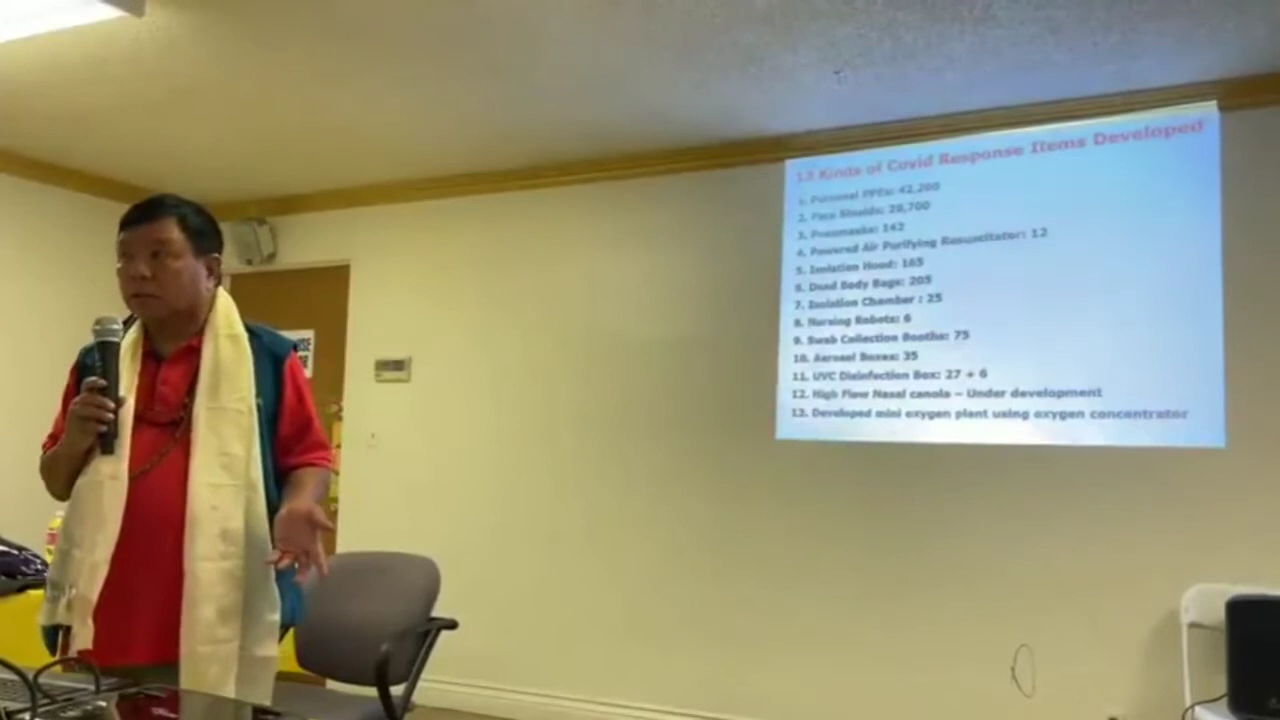 13 Kinds of Covid Response Items Developed
1. Personal PPEs: 42,200
2. Face Shields: 28,700
3. Pneumasks: 142
4. Powered Air Purifying Resuscitator: 12
5. Isolation Hood: 165
6. Dead Body Bags: 205
7. Isolation Chamber : 25
8. Nursing Robots: 6
9. Swab Collection Booths: 75
10. Aerosol Boxes: 35
11. UVC Disinfection Box: 27 + 6
12. High Flow Nasal canola – Under development
13. Developed mini oxygen plant using oxygen concentrator